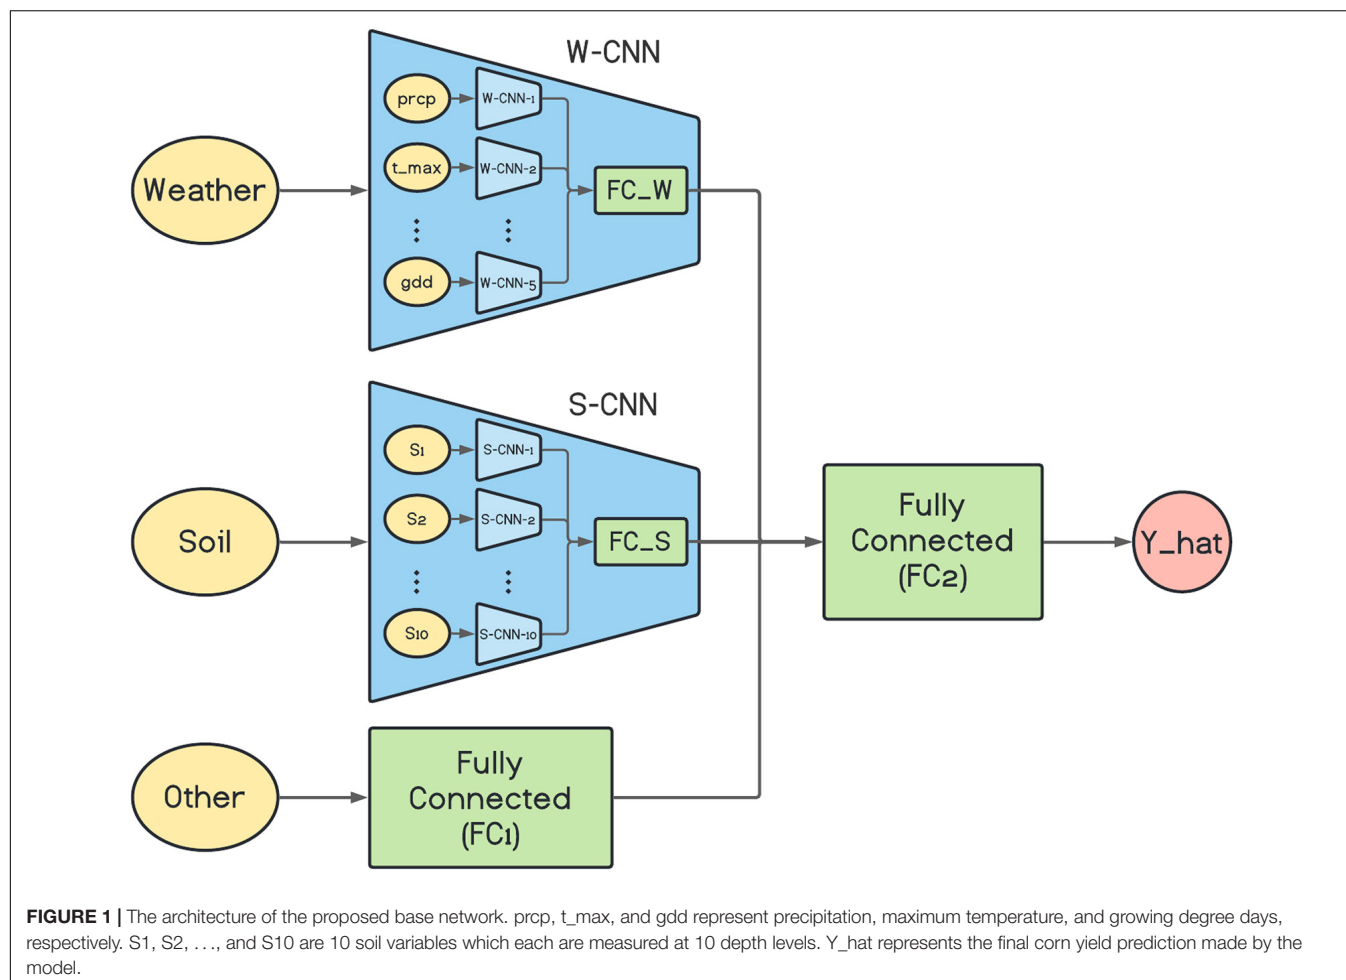 W-CNN
Weather
prcp
W-CNN-1
t_max
W-CNN-2
FC_W
gdd
W-CNN-5
S-CNN
Soil
S1
S-CNN-1
S2
S-CNN-2
FC_S
S10
S-CNN-10
Fully
Connected
(FC2)
Y_hat
Other
Fully
Connected
(FC1)
FIGURE 1 | The architecture of the proposed base network. prcp, t_max, and gdd represent precipitation, maximum temperature, and growing degree days,
respectively. S1, S2, . . ., and S10 are 10 soil variables which each are measured at 10 depth levels. Y_hat represents the final corn yield prediction made by the
model.